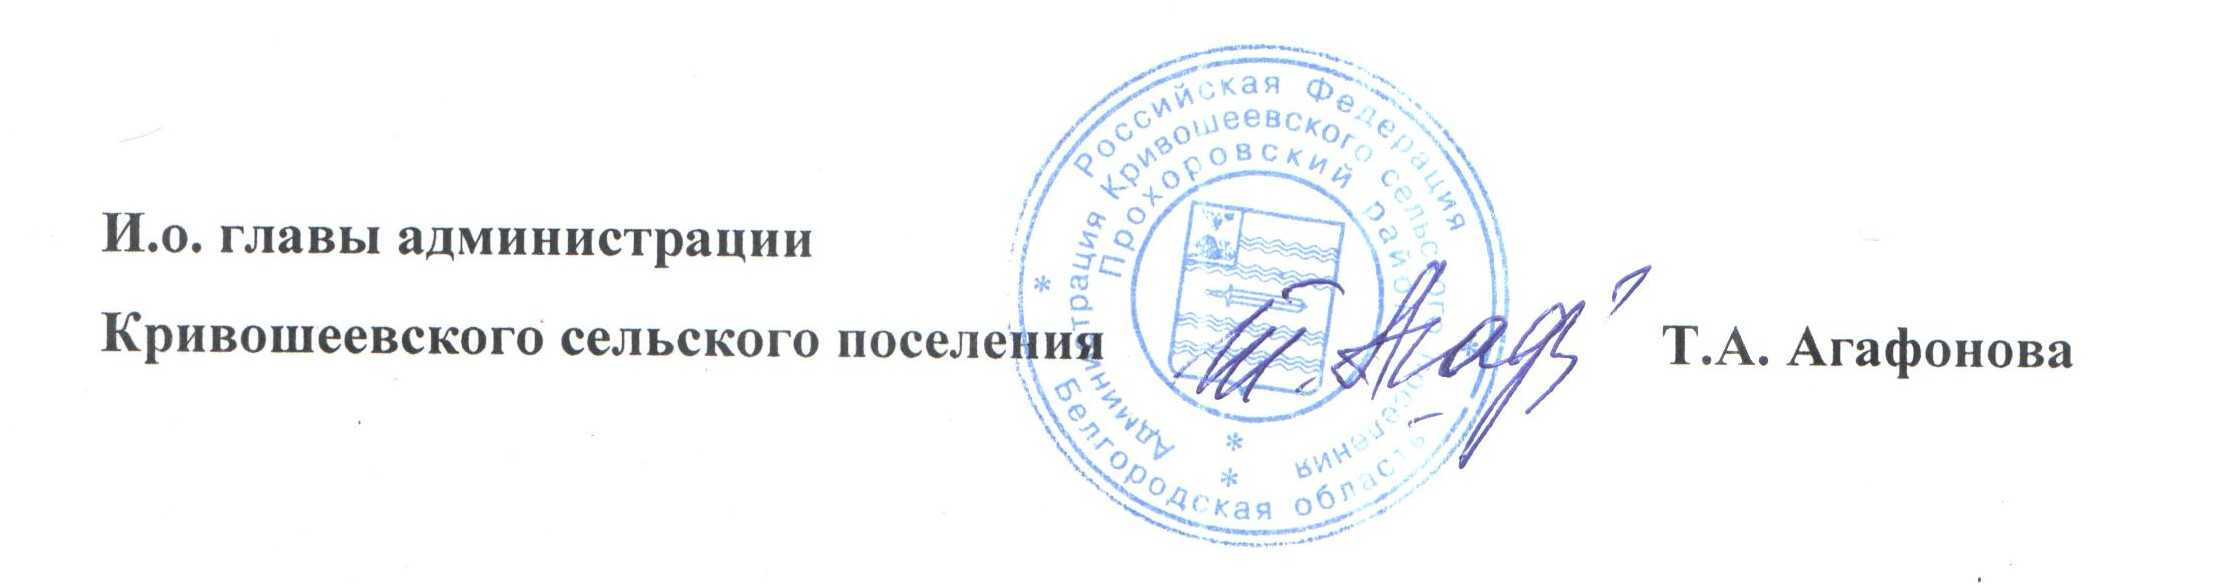 И.о. главы администрации
Кривошеевского сельского поселения
Т.А. Агафонова
Российская Федерация
Белгородская область
Администрация Кривошеевского сельского поселения
Прохоровский район